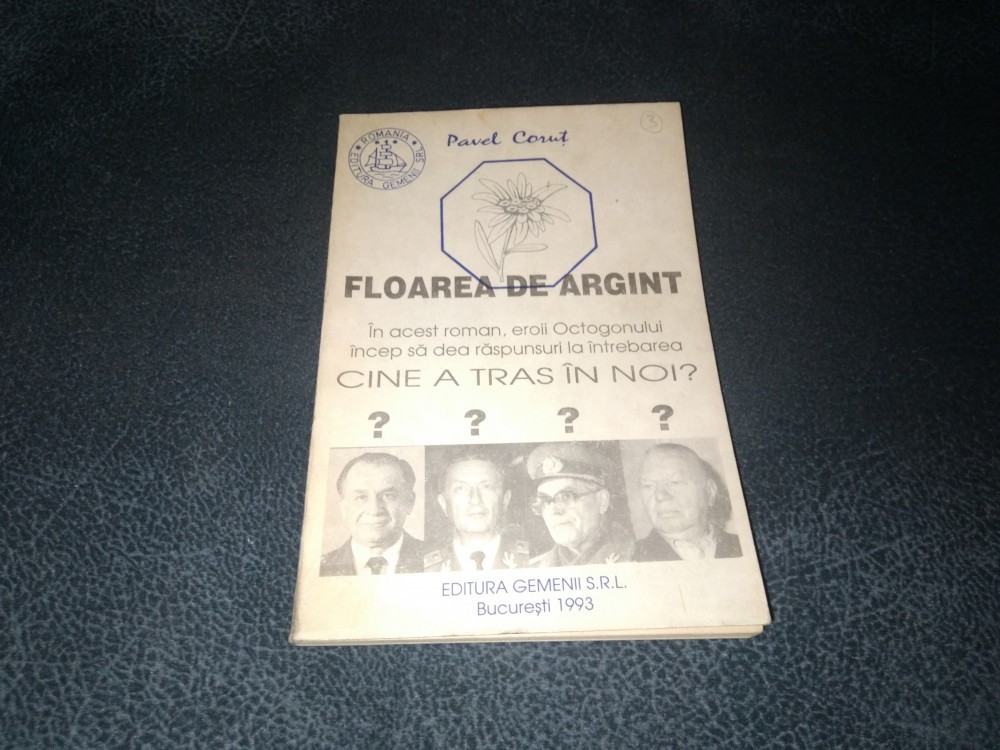 ROMANIA
EDITURA GEMENII SRL
3
Pavel Coruț
FLOAREA DE ARGINT
În acest roman, eroii Octogonului
încep să dea răspunsuri la întrebarea
CINE A TRAS ÎN NOI?
? ? ? ?
EDITURA GEMENII S.R.L.
București 1993